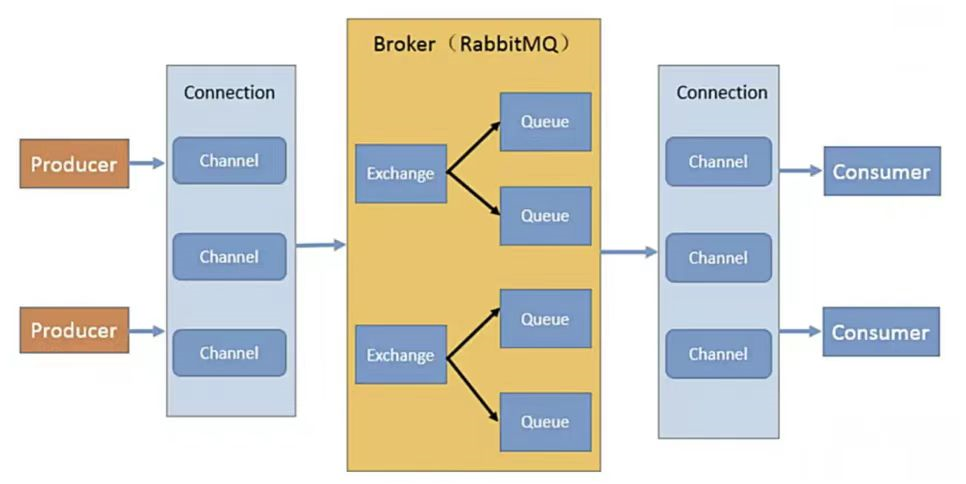 Broker（RabbitMQ）
Connection
Connection
Producer
Producer
Channel
Channel
Channel
Exchange
Queue
Queue
Exchange
Queue
Queue
Channel
Channel
Channel
Consumer
Consumer